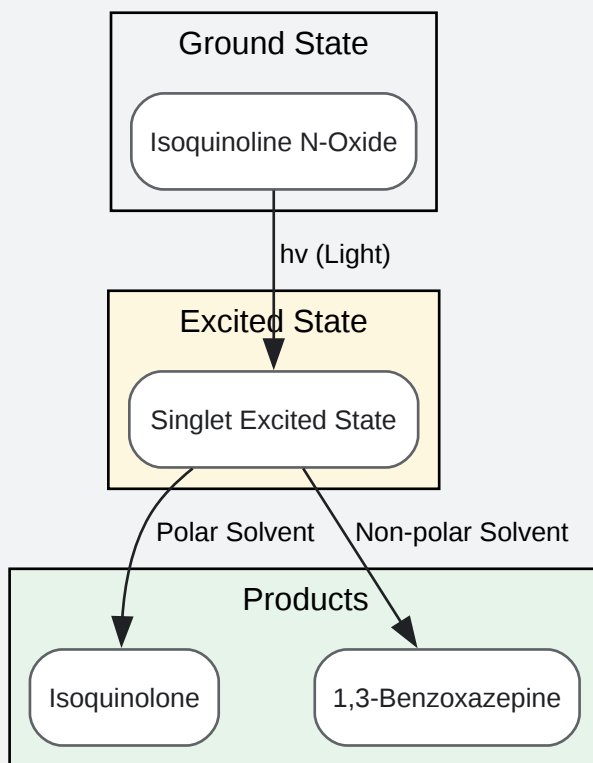 Ground State
Isoquinoline N-Oxide
hv (Light)
Excited State
Singlet Excited State
Polar Solvent
Non-polar Solvent
Products
Isoquinolone
1,3-Benzoxazepine